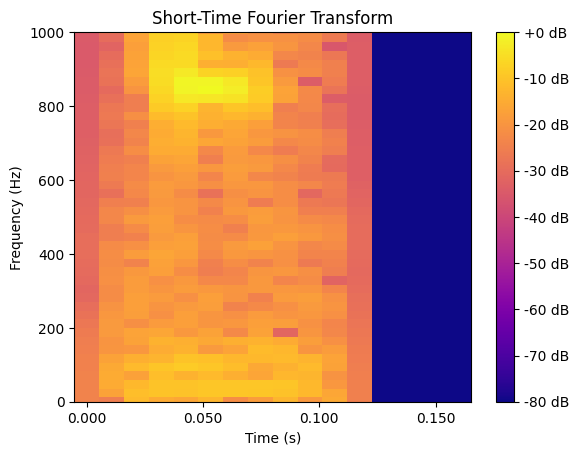 Short-Time Fourier Transform
1000
800
600
400
200
0
Frequency (Hz)
0.000
0.050
0.100
0.150
Time (s)
+0 dB
-10 dB
-20 dB
-30 dB
-40 dB
-50 dB
-60 dB
-70 dB
-80 dB